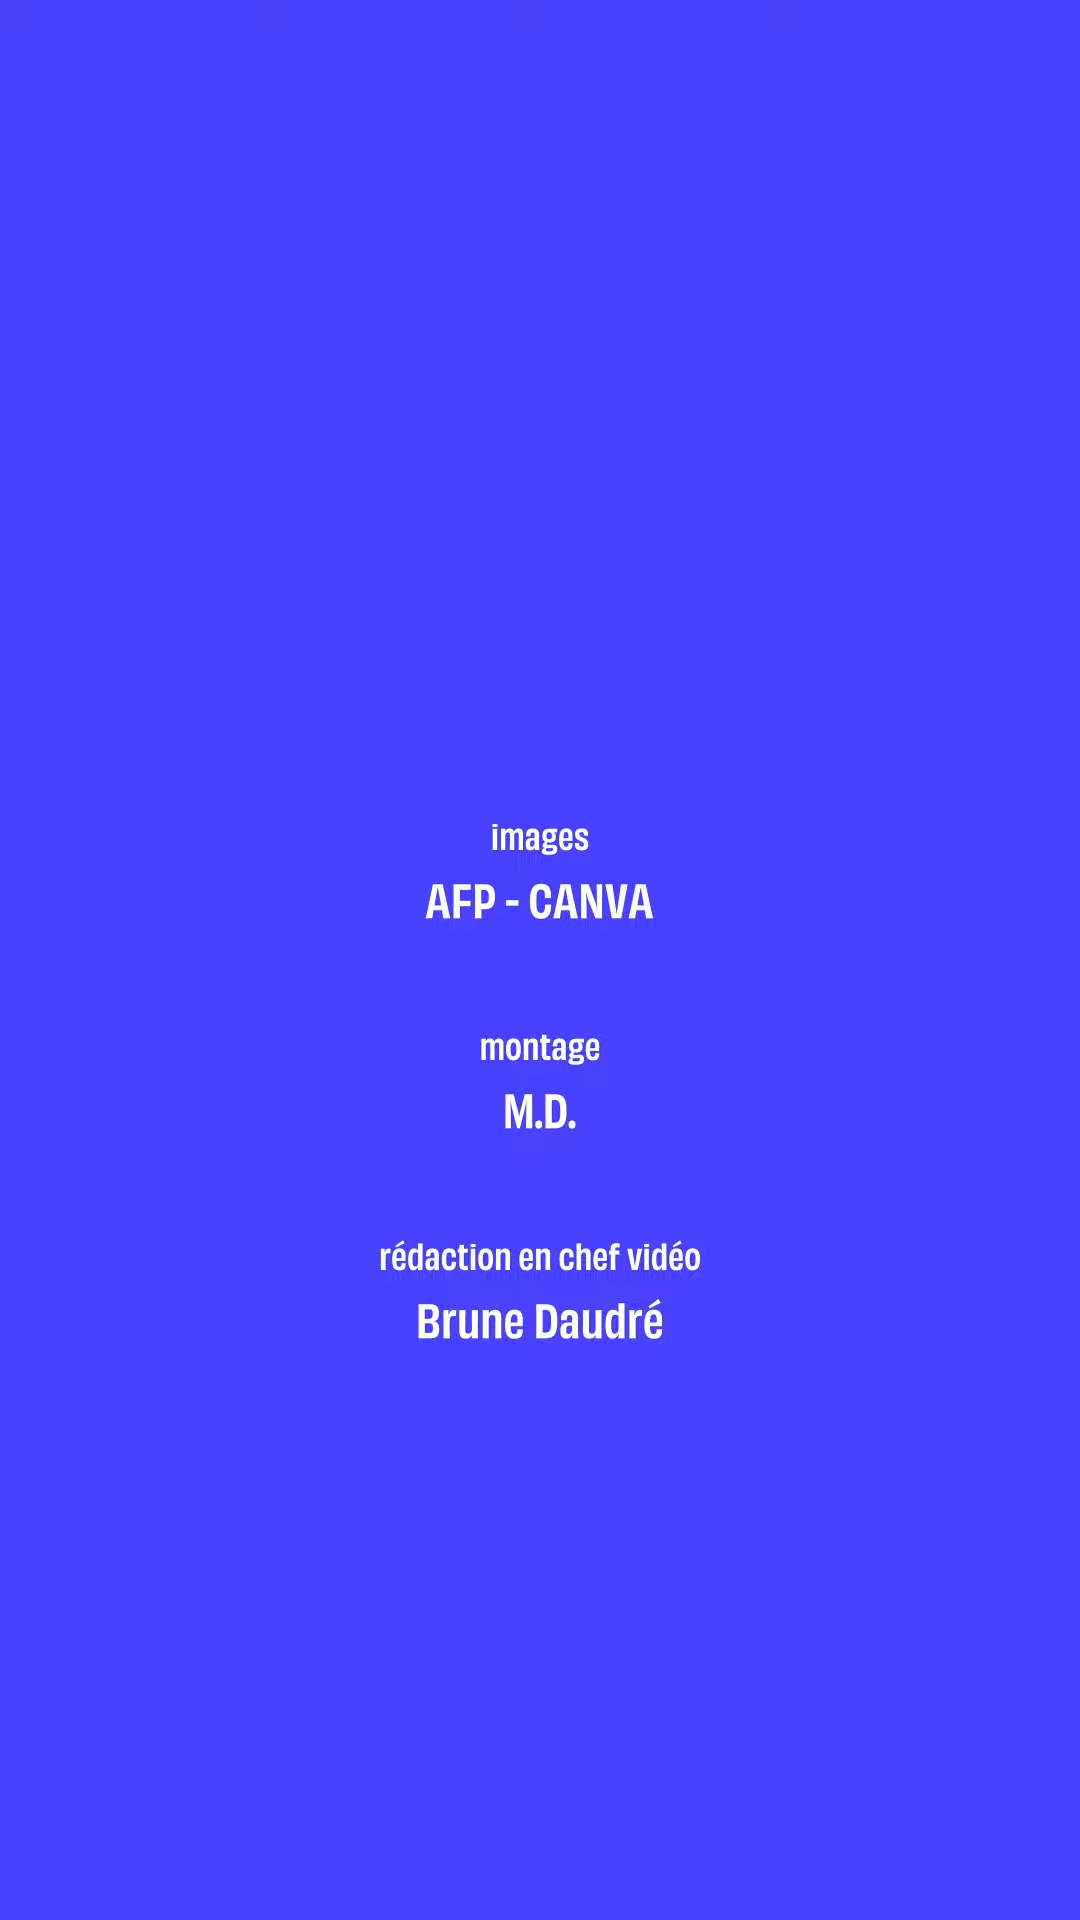 images
AFP - CANVA
montage
M.D.
rédaction en chef vidéo
Brune Daudré